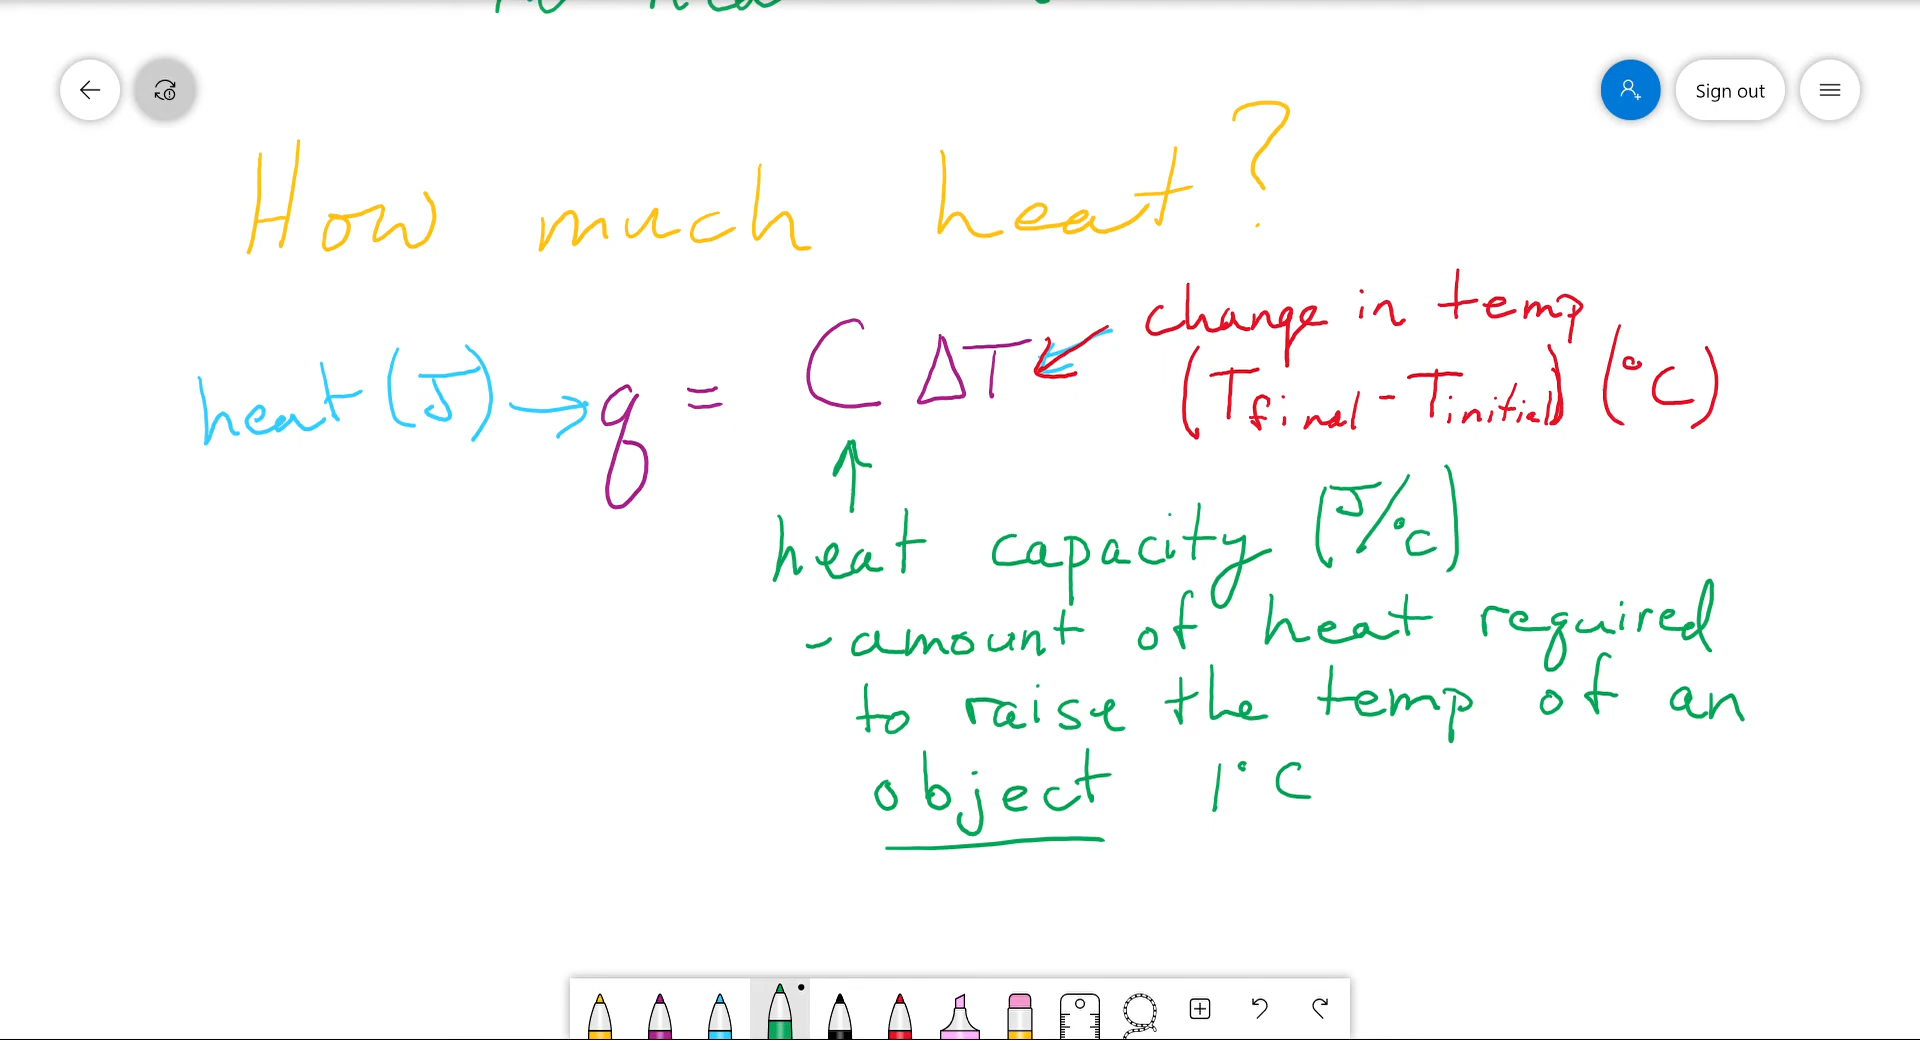 Sign out
How much heat?
change in temp
heat (J) → q = C ΔT
(Tfinal - Tinitial) (°C)
heat capacity (J/°C)
- amount of heat required
to raise the temp of an
object 1°C